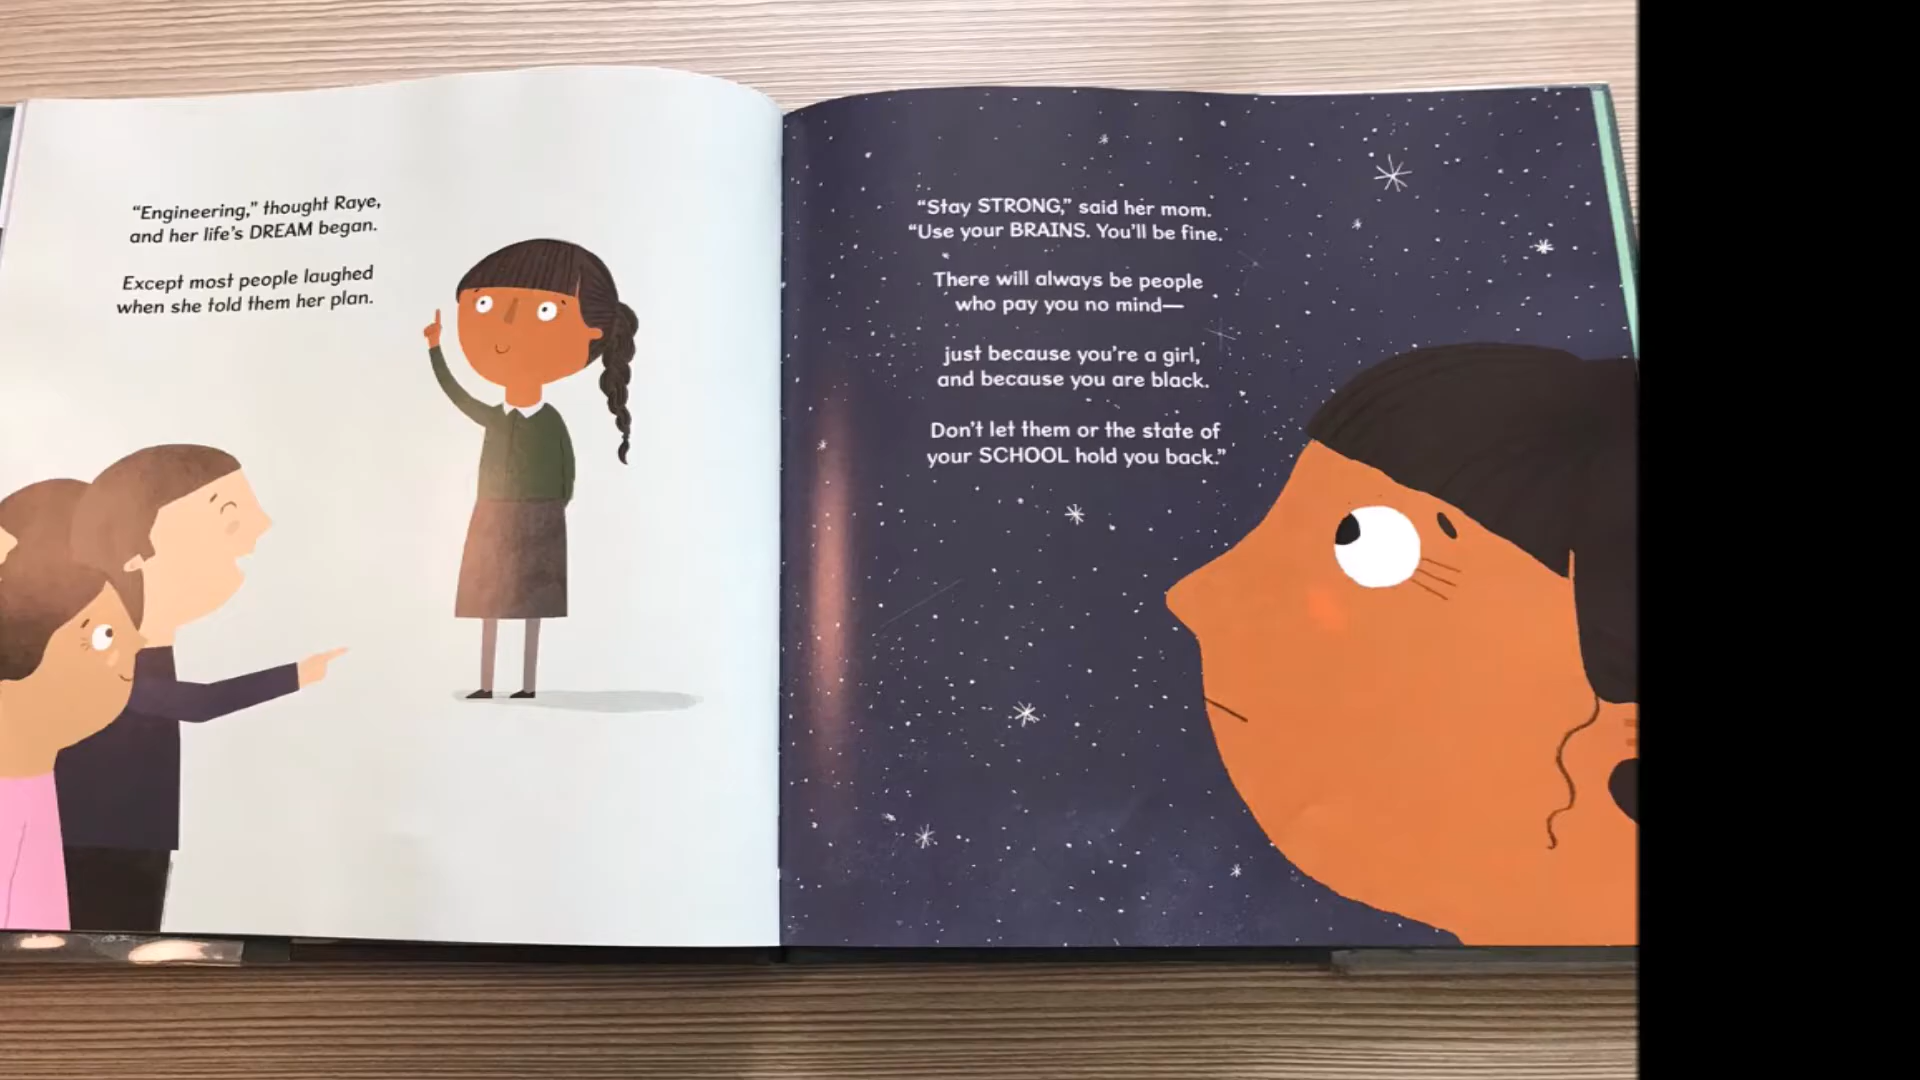 “Engineering,” thought Raye,
and her life’s DREAM began.
Except most people laughed
when she told them her plan.
“Stay STRONG,” said her mom.
“Use your BRAINS. You’ll be fine.
There will always be people
who pay you no mind—
just because you’re a girl,
and because you are black.
Don’t let them or the state of
your SCHOOL hold you back.”